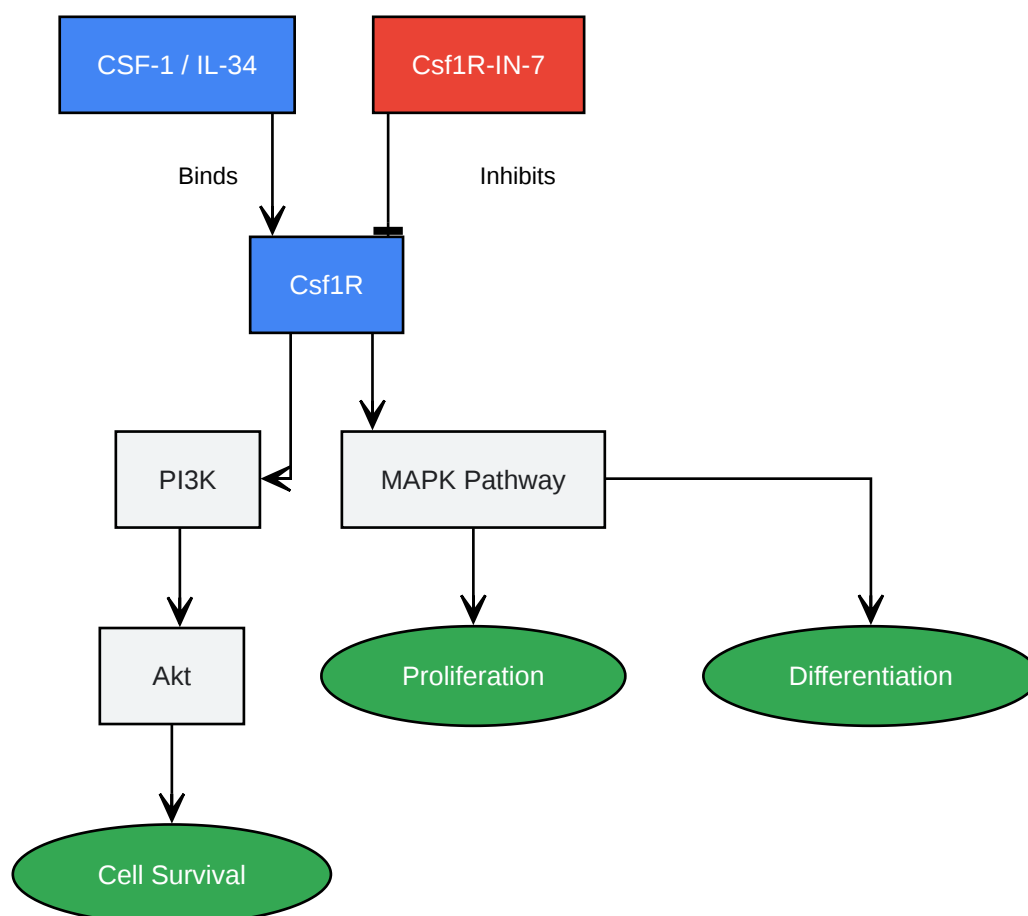 CSF-1 / IL-34
Csf1R-IN-7
Binds
Inhibits
Csf1R
PI3K
MAPK Pathway
Akt
Proliferation
Differentiation
Cell Survival